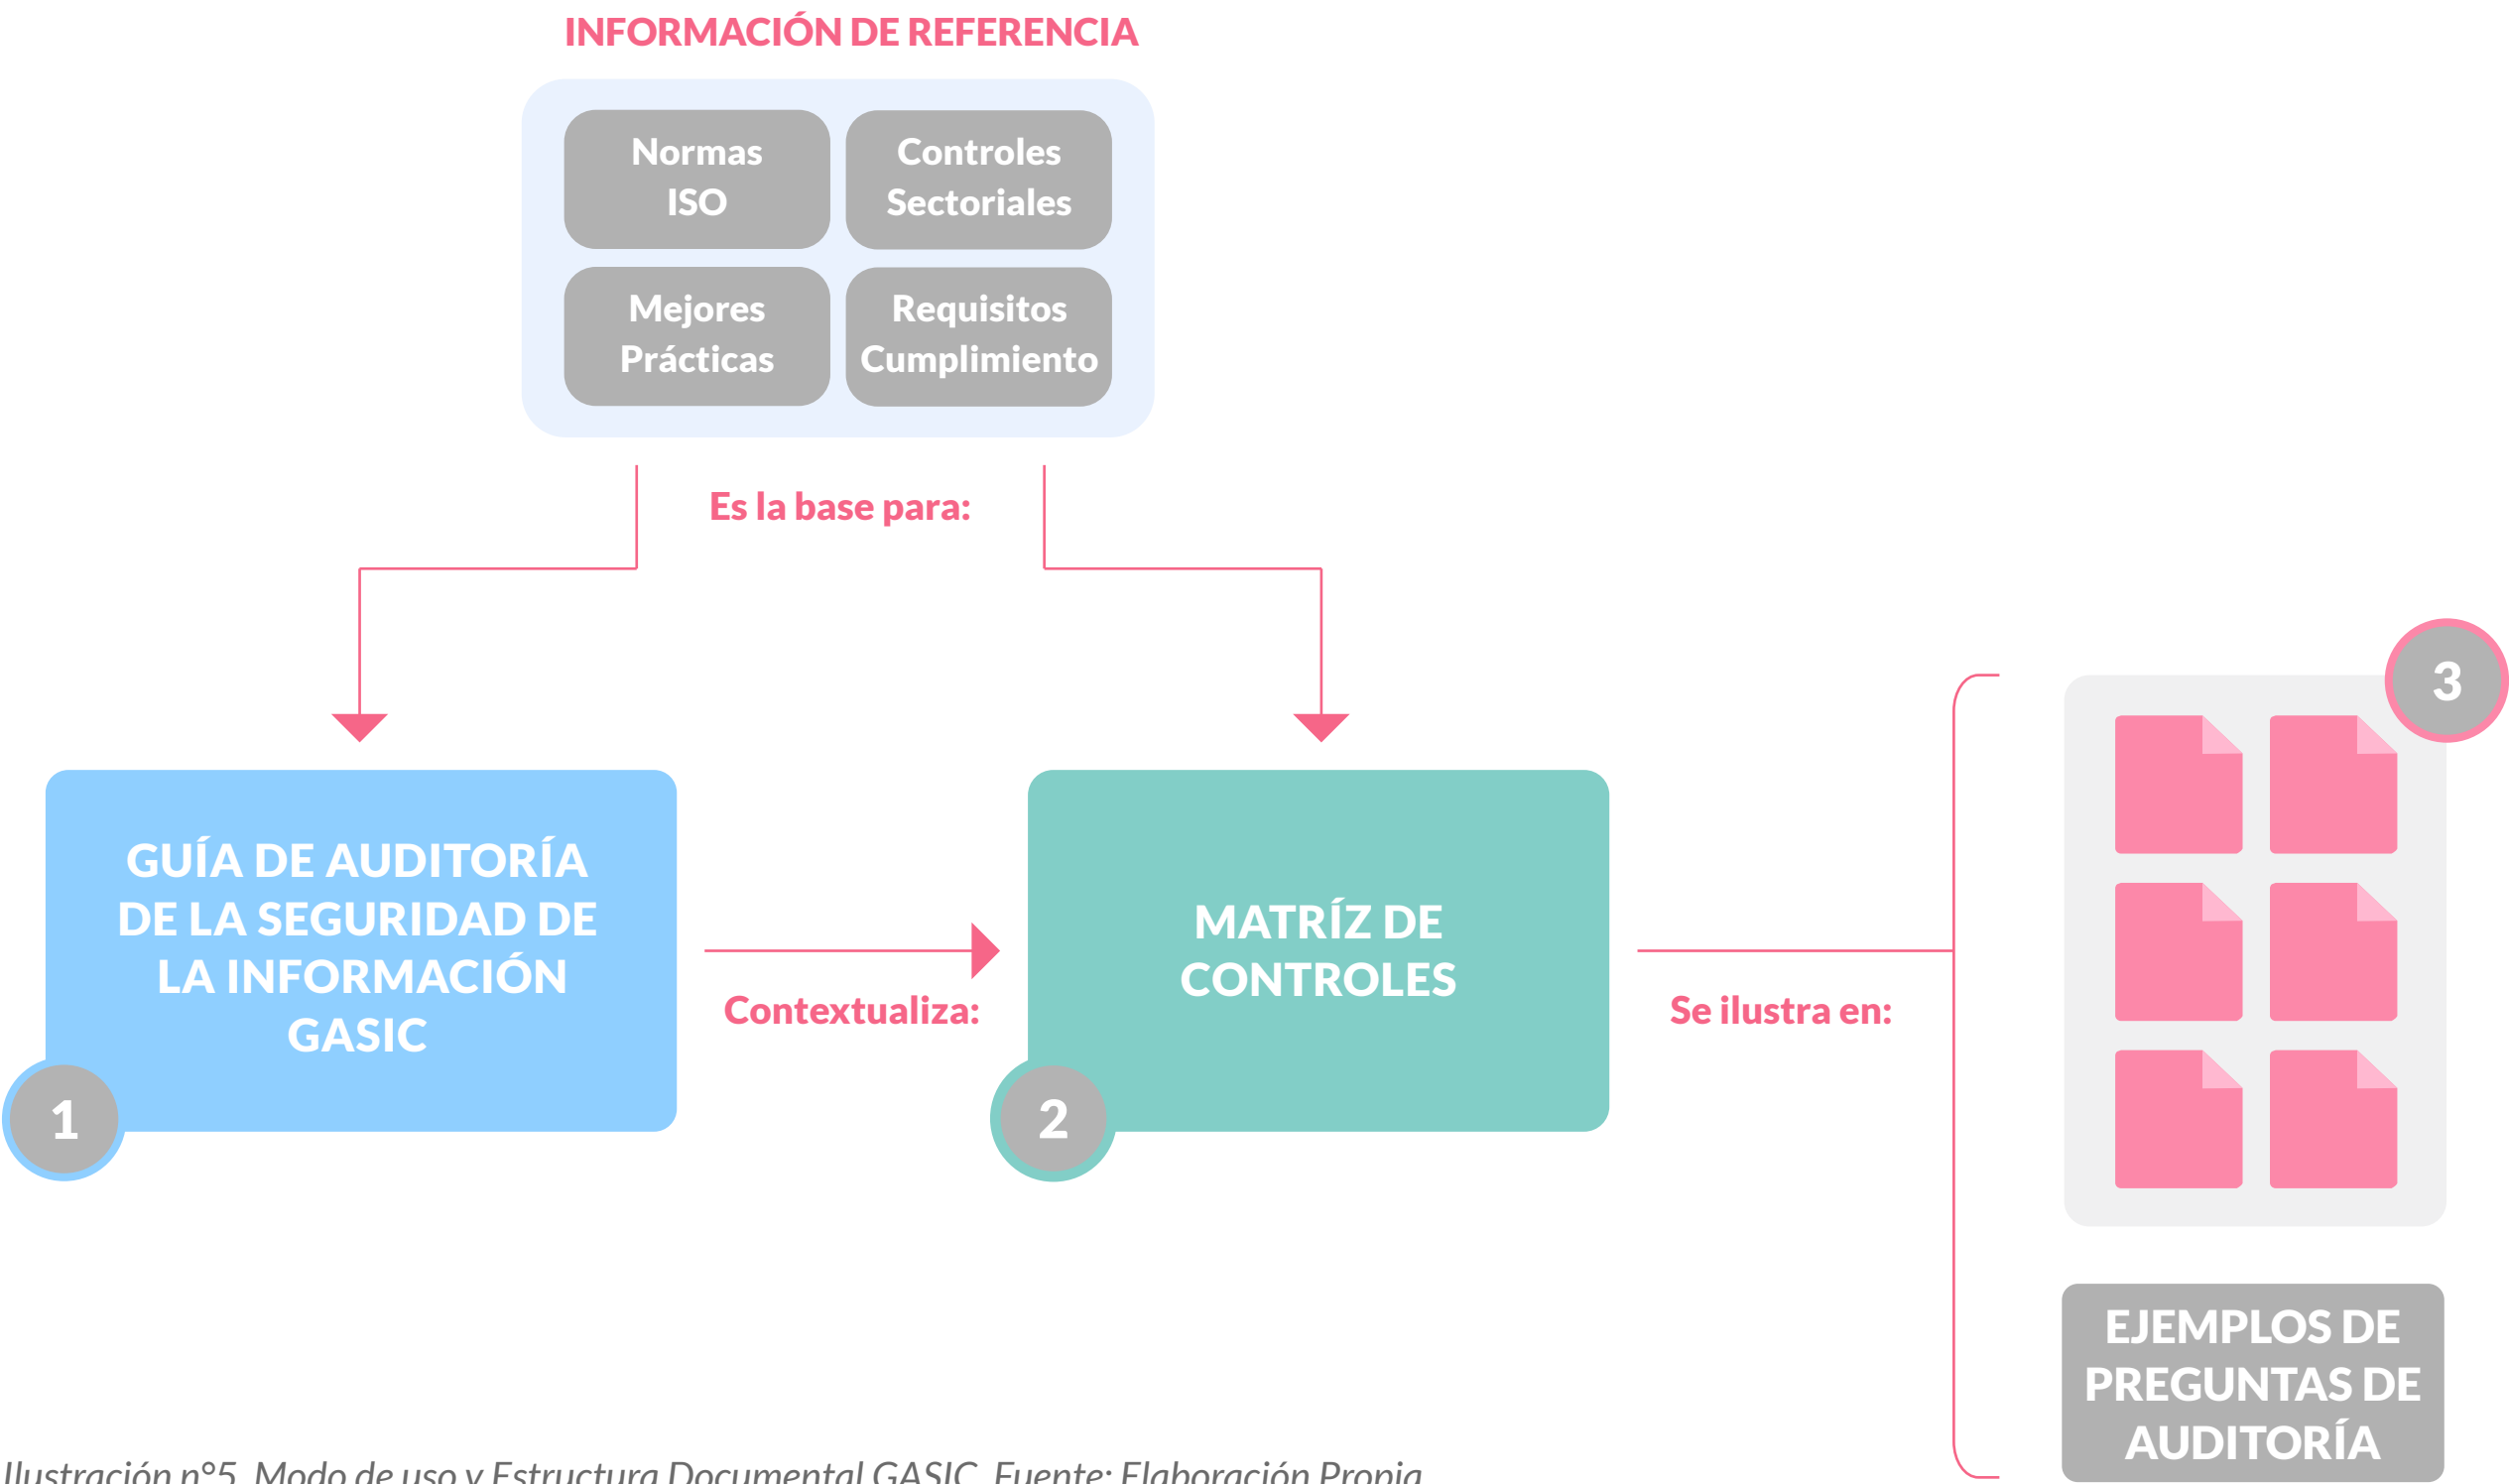 INFORMACIÓN DE REFERENCIA
Normas
ISO
Controles
Sectoriales
Mejores
Prácticas
Requisitos
Cumplimiento
Es la base para:
3
GUÍA DE AUDITORÍA
DE LA SEGURIDAD DE
LA INFORMACIÓN
GASIC
1
Contextualiza:
MATRÍZ DE
CONTROLES
2
Se ilustra en:
EJEMPLOS DE
PREGUNTAS DE
AUDITORÍA
Ilustración n°5. Modo de uso y Estructura Documental GASIC. Fuente: Elaboración Propia